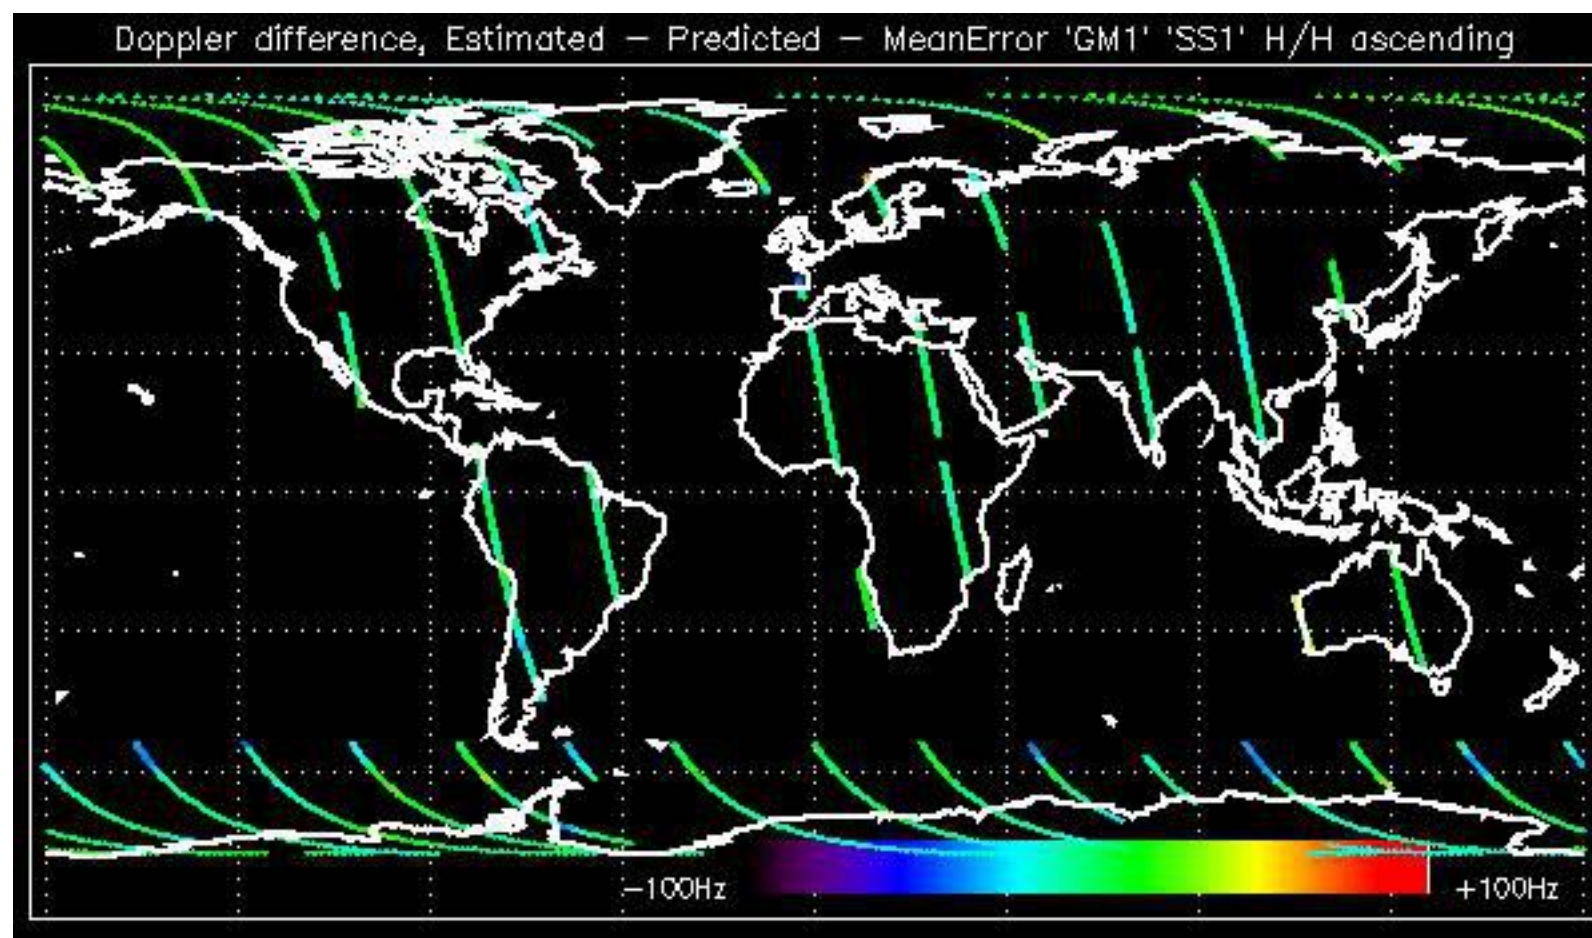 Doppler difference, Estimated – Predicted – MeanError 'GM1' 'SS1' H/H ascending
–100Hz +100Hz